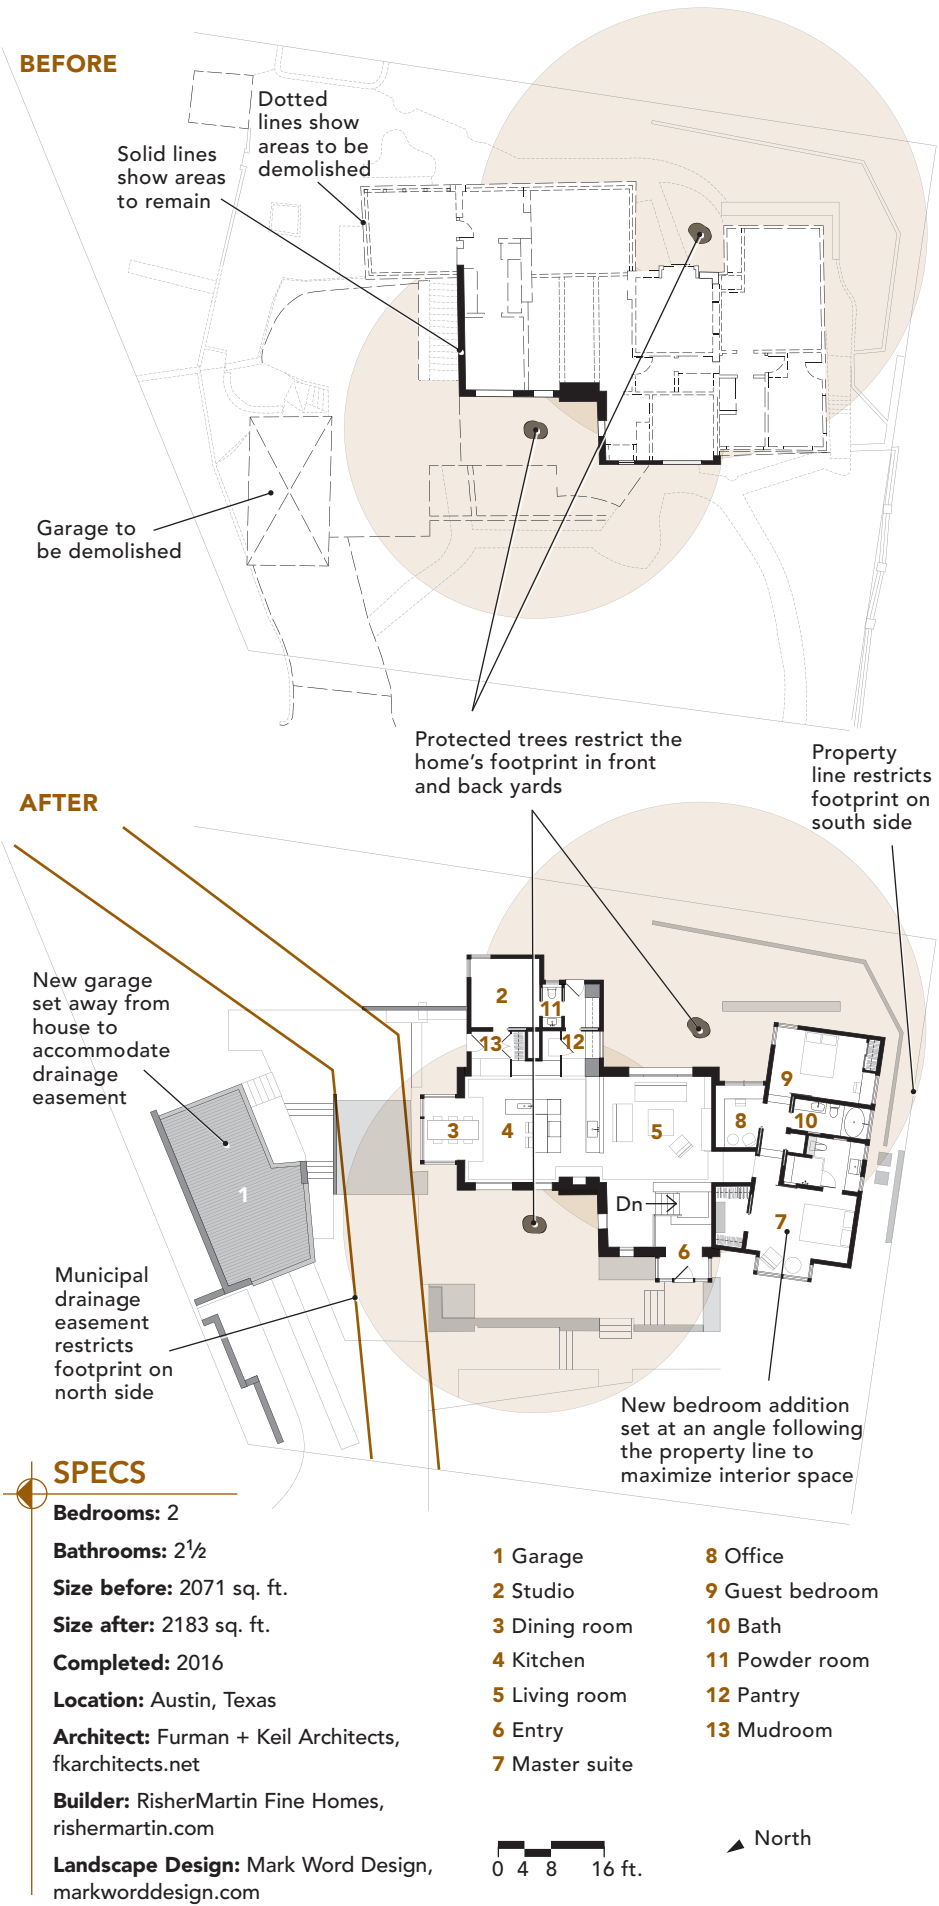 BEFORE
Dotted
lines show
areas to be
demolished
Solid lines
show areas
to remain
Garage to
be demolished
Protected trees restrict the
home’s footprint in front
and back yards
Property
line restricts
footprint on
south side
AFTER
New garage
set away from
house to
accommodate
drainage
easement
2
11
13
12
9
3
4
5
8
10
1
Dn
7
6
Municipal
drainage
easement
restricts
footprint on
north side
New bedroom addition
set at an angle following
the property line to
maximize interior space
SPECS
Bedrooms: 2
Bathrooms: 2½
Size before: 2071 sq. ft.
Size after: 2183 sq. ft.
Completed: 2016
Location: Austin, Texas
Architect: Furman + Keil Architects,
fkarchitects.net
Builder: RisherMartin Fine Homes,
rishermartin.com
Landscape Design: Mark Word Design,
markworddesign.com
1 Garage
2 Studio
3 Dining room
4 Kitchen
5 Living room
6 Entry
7 Master suite
8 Office
9 Guest bedroom
10 Bath
11 Powder room
12 Pantry
13 Mudroom
0 4 8 16 ft.
North